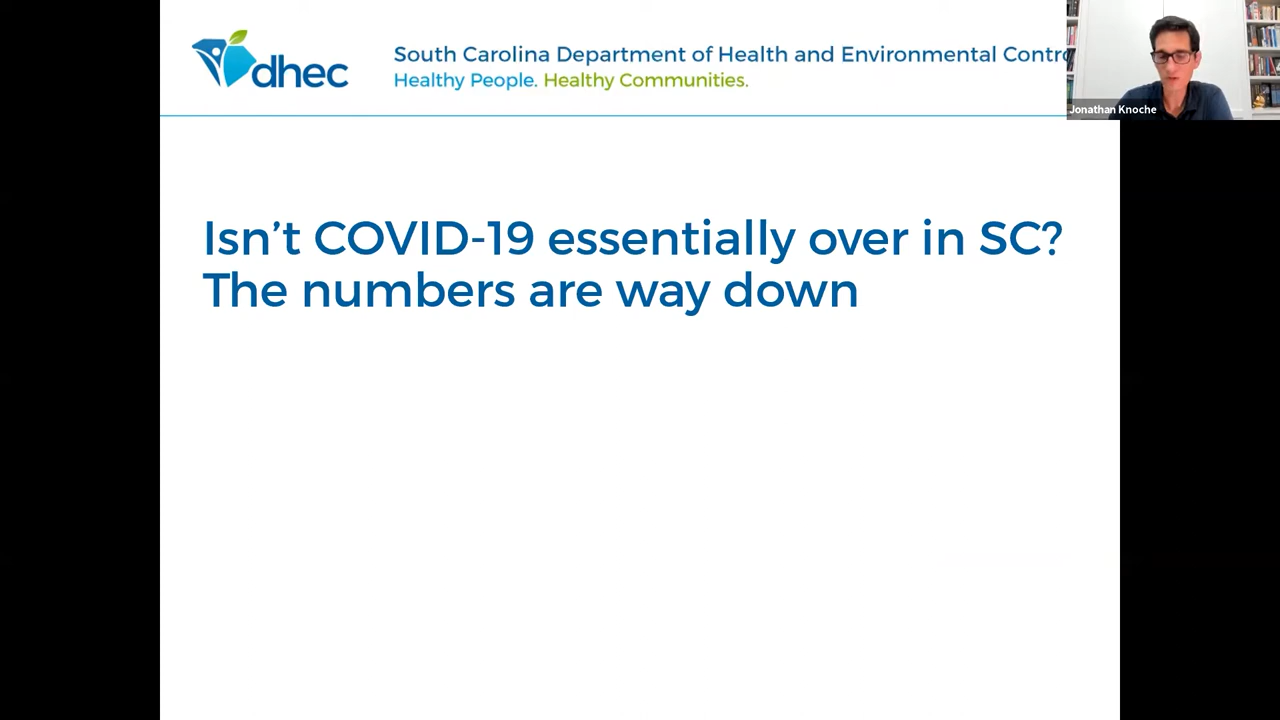 dhec
South Carolina Department of Health and Environmental Contro
Healthy People. Healthy Communities.
Jonathan Knoche
Isn't COVID-19 essentially over in SC?
The numbers are way down